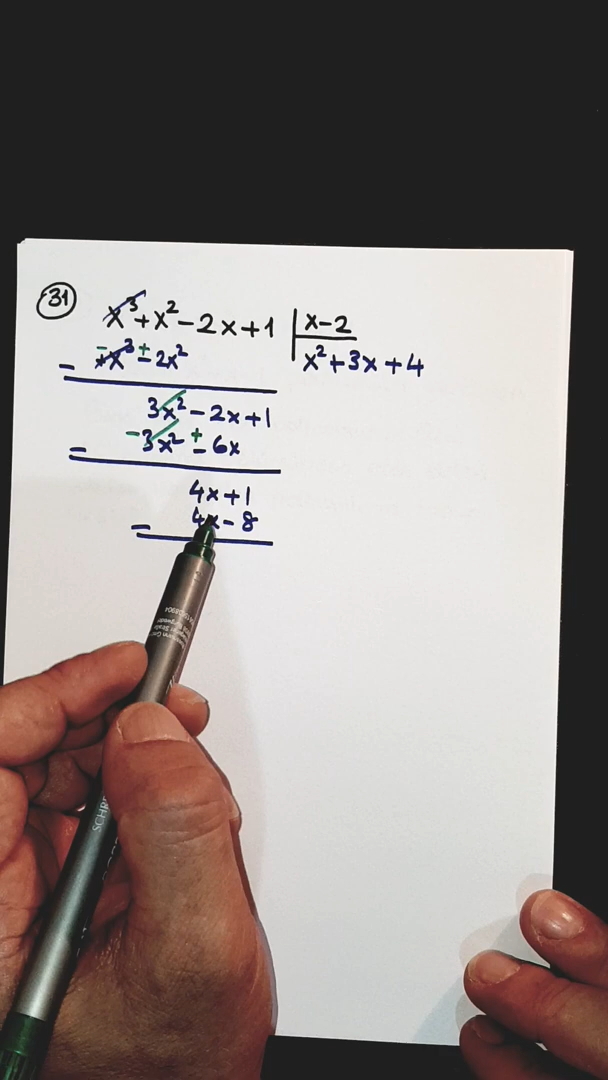 31
x³+x²-2x+1 | x-2
- x³ - 2x² | x²+3x+4
3x²-2x+1
- 3x² - 6x
4x+1
- 4x-8